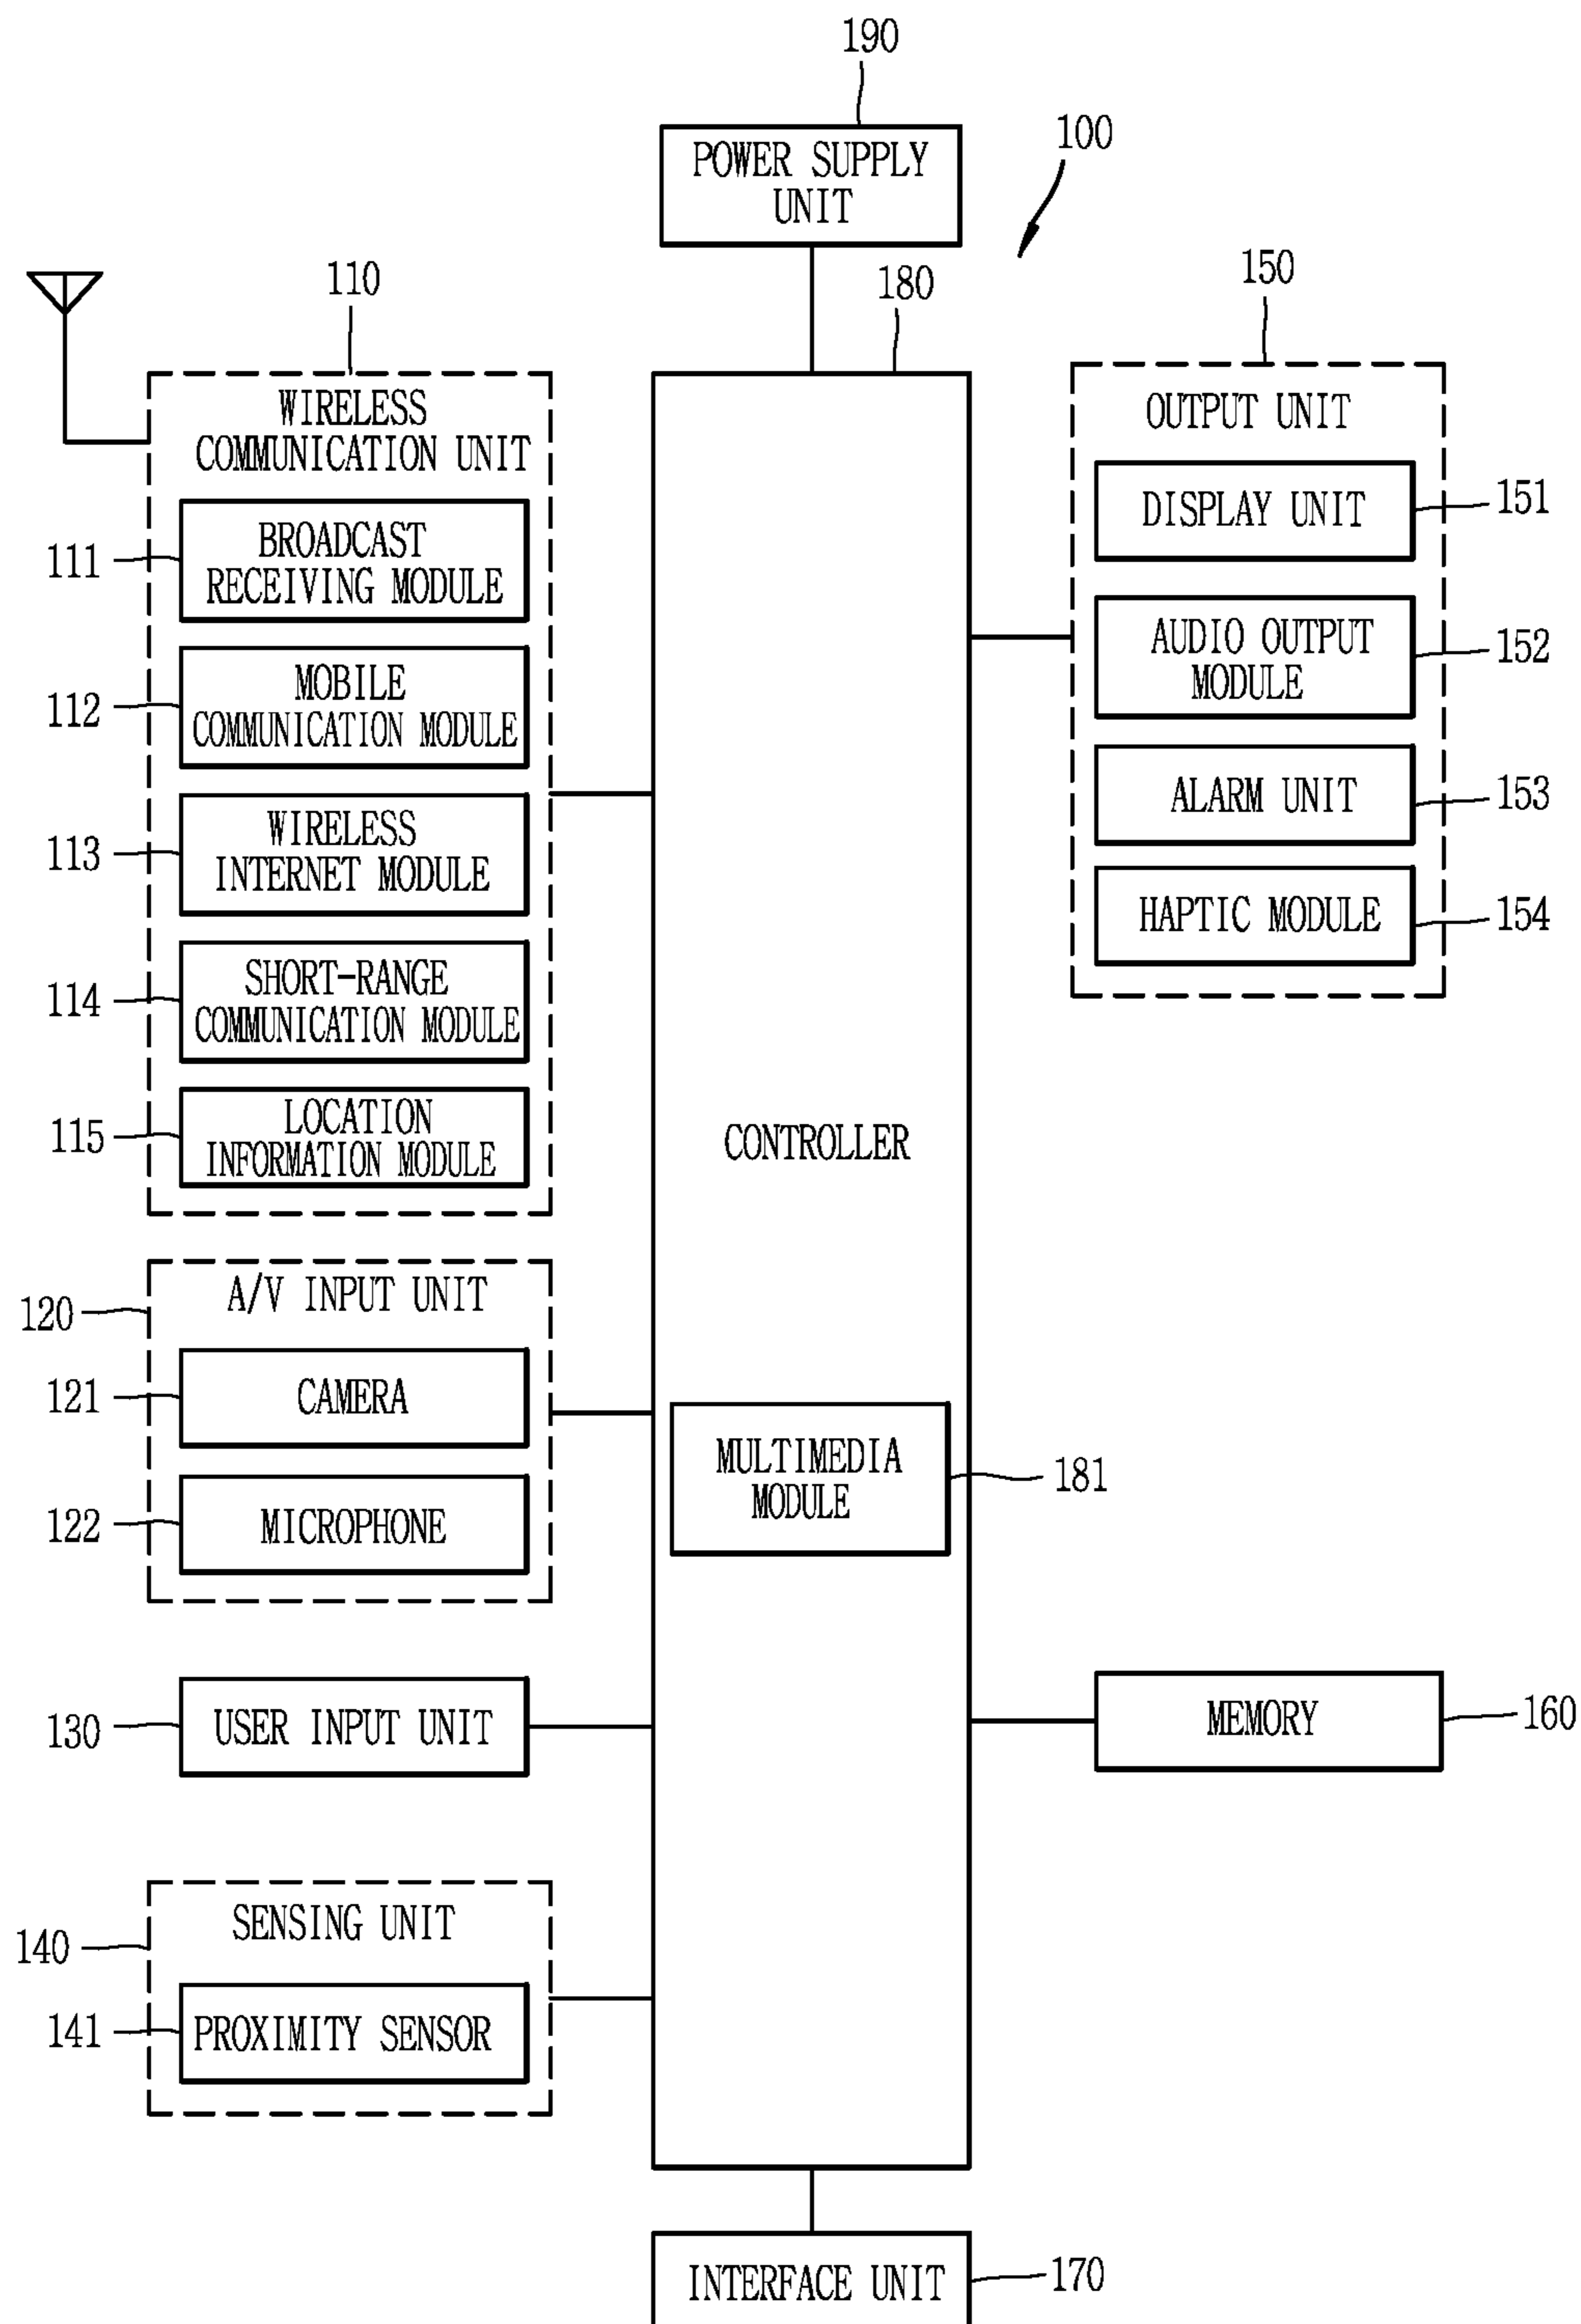 190
POWER SUPPLY
UNIT
100
110
180
150
WIRELESS
COMMUNICATION UNIT
111
BROADCAST
RECEIVING MODULE
112
MOBILE
COMMUNICATION MODULE
113
WIRELESS
INTERNET MODULE
114
SHORT-RANGE
COMMUNICATION MODULE
115
LOCATION
INFORMATION MODULE
120
A/V INPUT UNIT
121
CAMERA
122
MICROPHONE
130
USER INPUT UNIT
140
SENSING UNIT
141
PROXIMITY SENSOR
CONTROLLER
MULTIMEDIA
MODULE
181
OUTPUT UNIT
DISPLAY UNIT
151
AUDIO OUTPUT
MODULE
152
ALARM UNIT
153
HAPTIC MODULE
154
MEMORY
160
INTERFACE UNIT
170